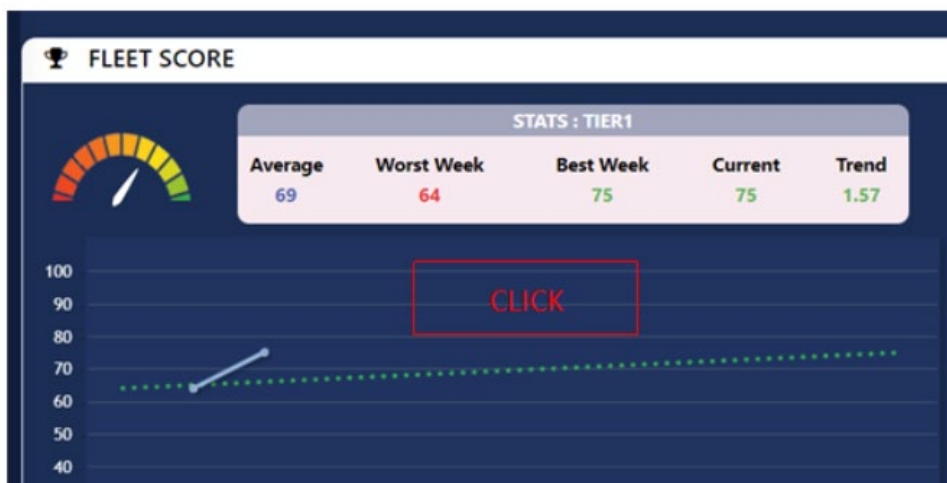 FLEET SCORE
STATS : TIER1
Average Worst Week Best Week Current Trend
69 64 75 75 1.57
100
CLICK
90
80
70
60
50
40